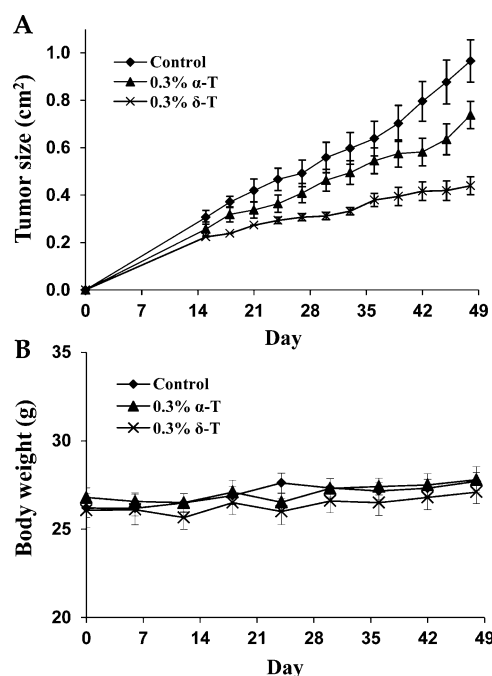 A
Tumor size (cm²)
1.0
0.8
0.6
0.4
0.2
0.0
Control
0.3% α-T
0.3% δ-T
0 7 14 21 28 35 42 49
Day
B
Body weight (g)
35
30
25
20
Control
0.3% α-T
0.3% δ-T
0 7 14 21 28 35 42 49
Day